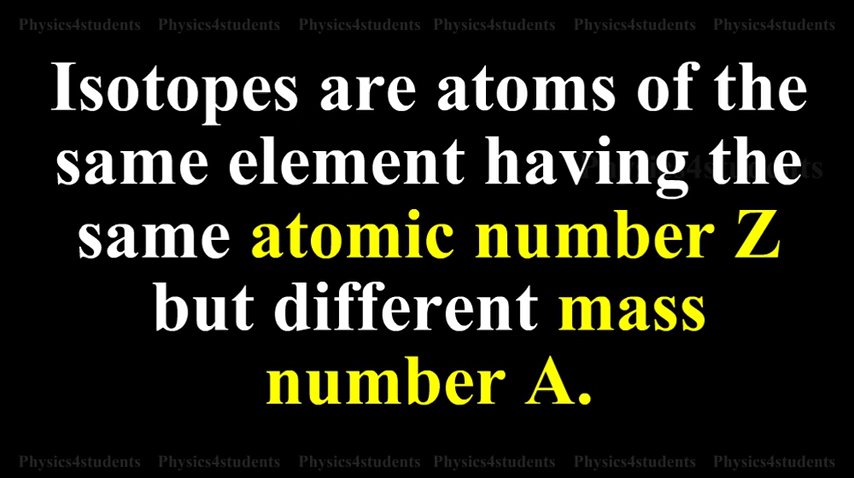 Physics4students Physics4students Physics4students Physics4students Physics4students Physics4students
Isotopes are atoms of the
same element having the
Physics4students
same atomic number Z
but different mass
number A.
Physics4students Physics4students Physics4students Physics4students Physics4students Physics4students